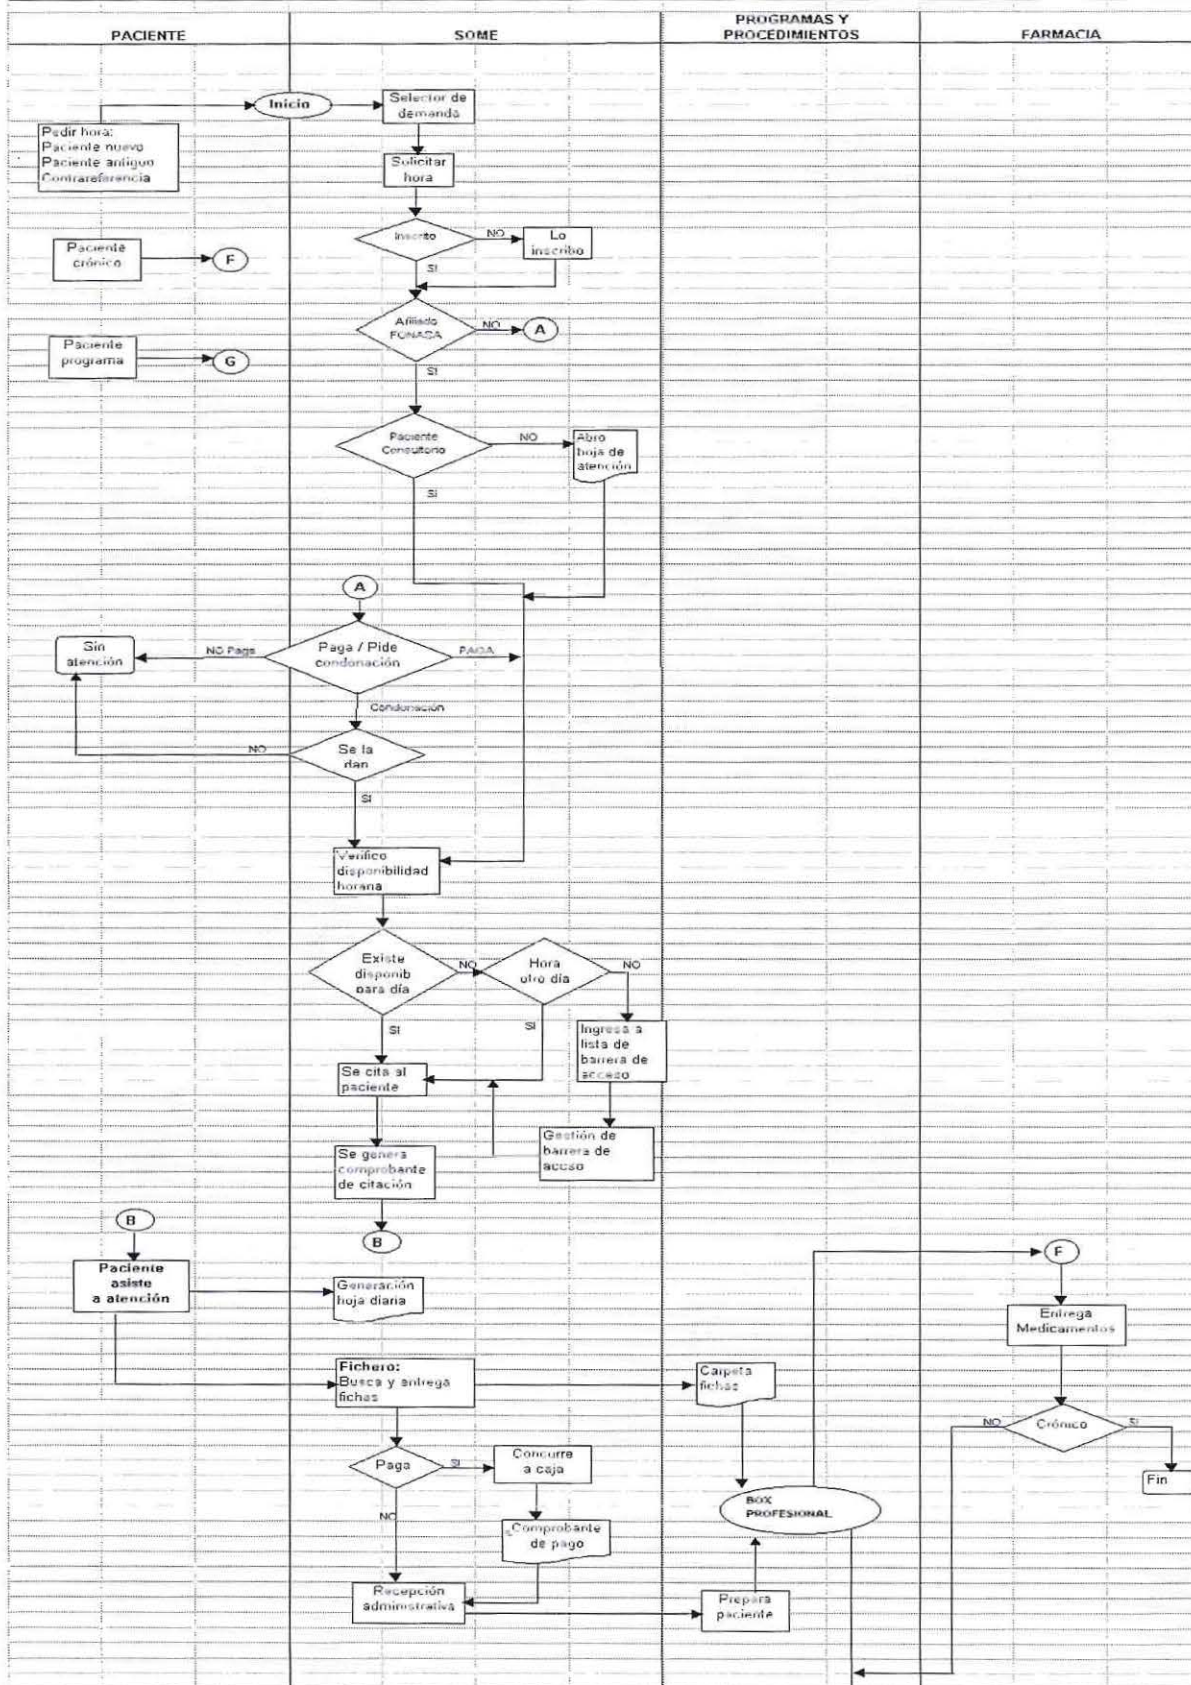 PACIENTE
SOME
PROGRAMAS Y
PROCEDIMIENTOS
FARMACIA
Inicio
Selector de
demanda
Pedir hora:
Paciente nuevo
Paciente antiguo
Contrareferencia
Solicitar
hora
Inscrito
NO
Lo
inscribo
SI
Paciente
crónico
F
Afiliado
FONASA
NO
A
SI
Paciente
programa
G
Paciente
Consultorio
NO
Abro
hoja de
atención
SI
A
Sin
atención
NO Paga
Paga / Pide
condonación
PAGA
Condonación
NO
Se la
dan
SI
Verifico
disponibilidad
horaria
Existe
disponib
para día
NO
Hora
otro día
NO
SI
SI
Ingresa a
lista de
barrera de
acceso
Se cita al
paciente
Gestión de
barrera de
acceso
Se genera
comprobante
de citación
B
B
Paciente
asiste
a atención
Generación
hoja diaria
F
Entrega
Medicamentos
Fichero:
Busca y entrega
fichas
Carpeta
fichas
NO
Crónico
SI
Fin
Paga
SI
Concurre
a caja
NO
Comprobante
de pago
BOX
PROFESIONAL
Recepción
administrativa
Prepara
paciente